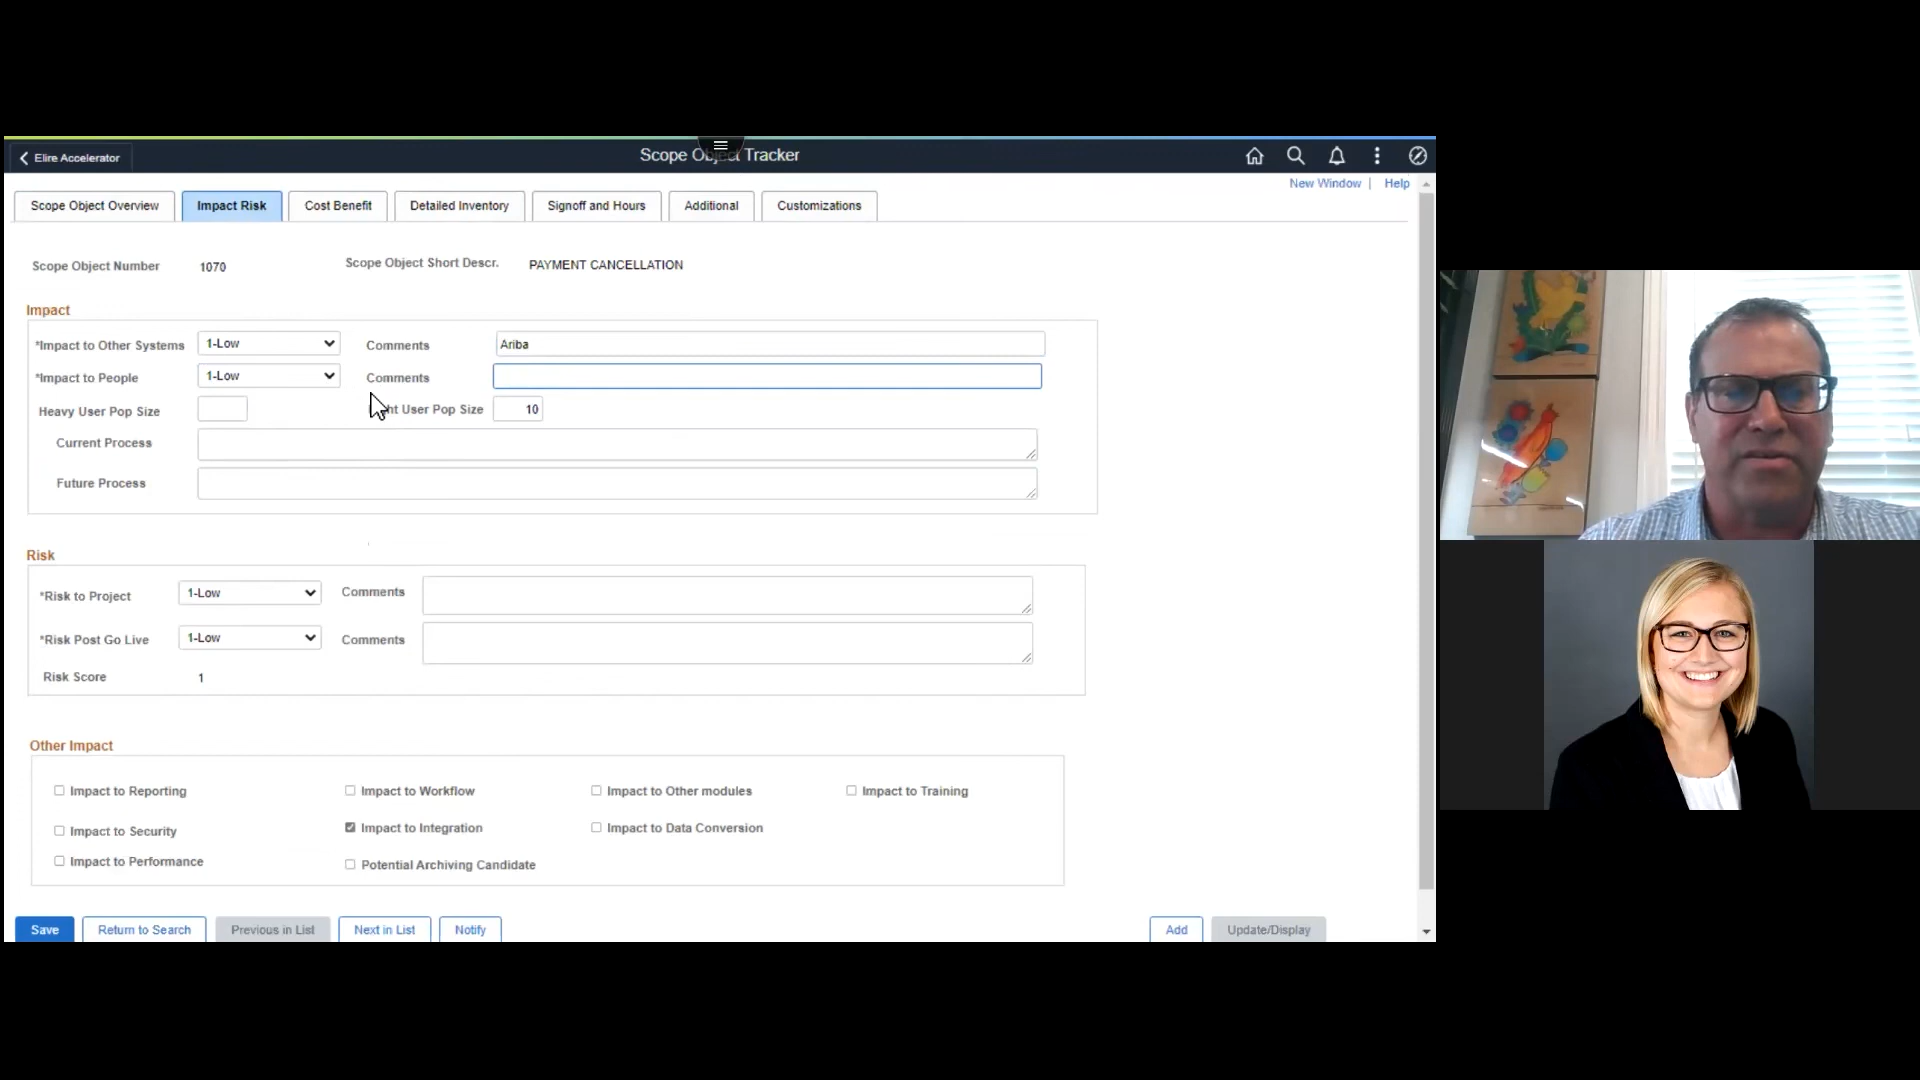 Elire Accelerator
Scope Object Tracker
New Window | Help
Scope Object Overview Impact Risk Cost Benefit Detailed Inventory Signoff and Hours Additional Customizations
Scope Object Number 1070 Scope Object Short Descr. PAYMENT CANCELLATION
Impact
*Impact to Other Systems 1-Low Comments Ariba
*Impact to People 1-Low Comments
Heavy User Pop Size ht User Pop Size 10
Current Process
Future Process
Risk
*Risk to Project 1-Low Comments
*Risk Post Go Live 1-Low Comments
Risk Score 1
Other Impact
Impact to Reporting Impact to Workflow Impact to Other modules Impact to Training
Impact to Security Impact to Integration Impact to Data Conversion
Impact to Performance Potential Archiving Candidate
Save Return to Search Previous in List Next in List Notify Add Update/Display